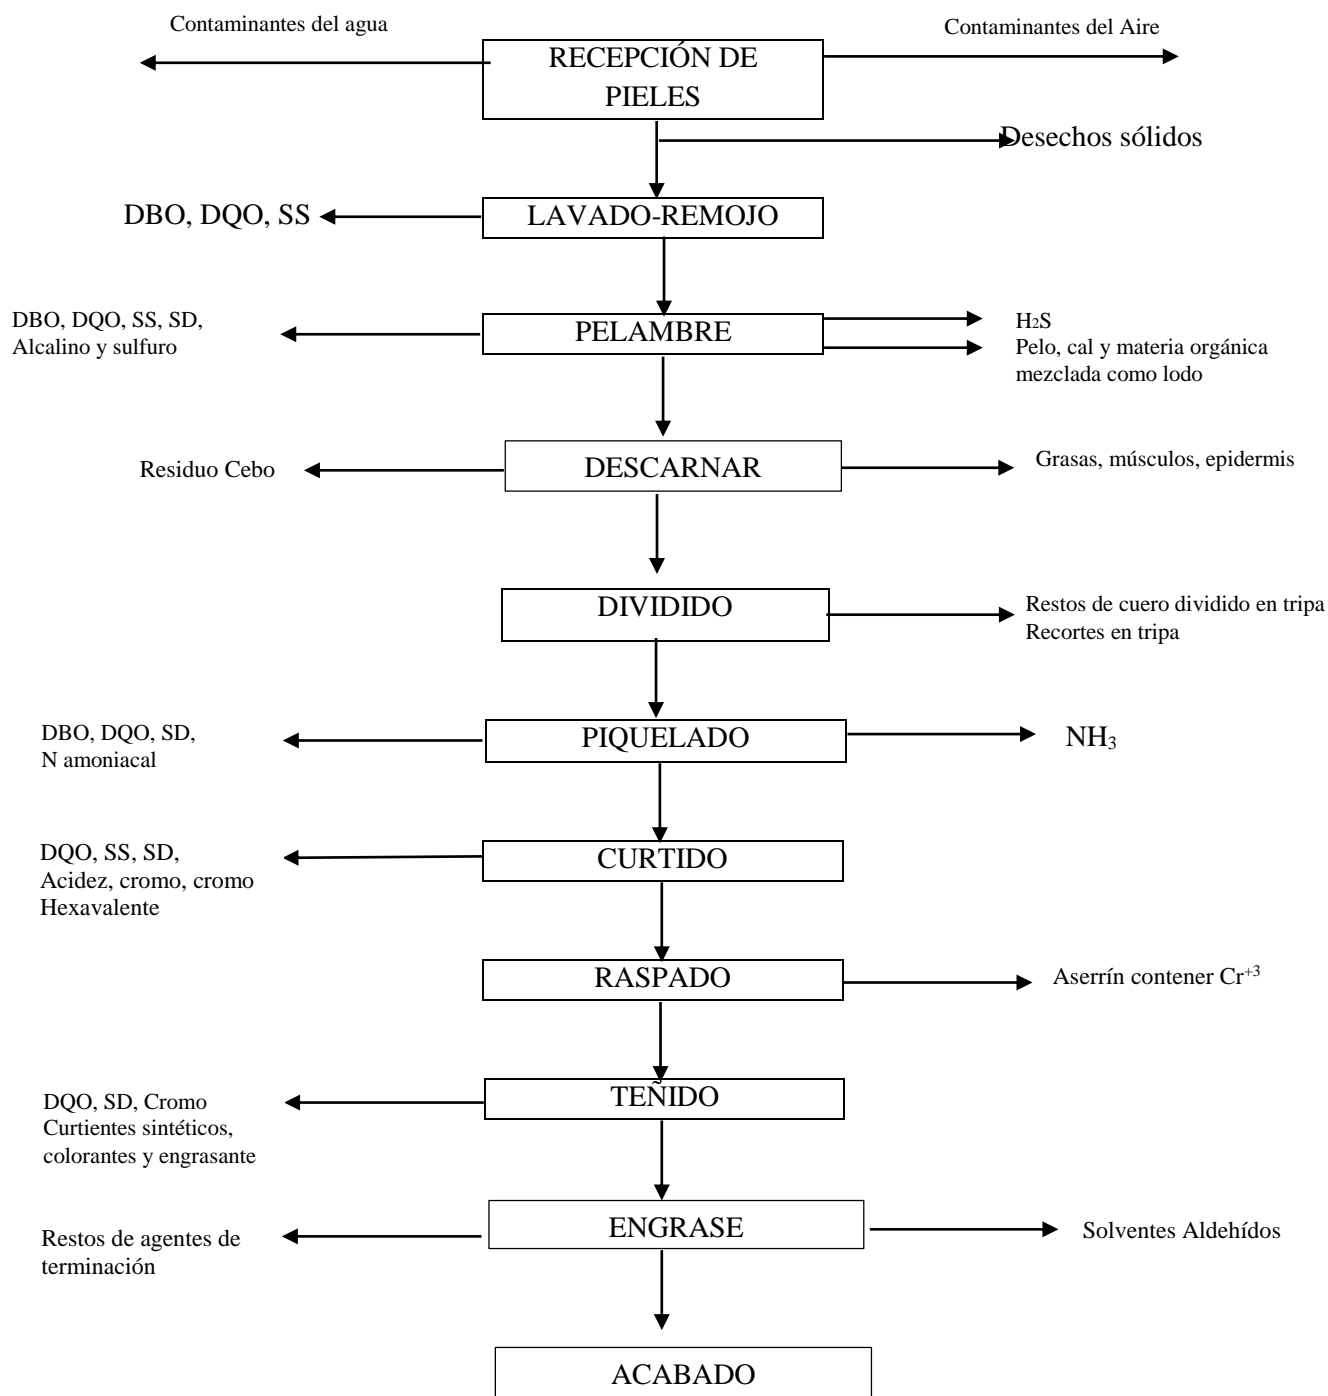 Contaminantes del agua
Contaminantes del Aire
RECEPCIÓN DE
PIELES
Desechos sólidos
DBO, DQO, SS
LAVADO-REMOJO
DBO, DQO, SS, SD,
Alcalino y sulfuro
PELAMBRE
H₂S
Pelo, cal y materia orgánica
mezclada como lodo
Residuo Cebo
DESCARNAR
Grasas, músculos, epidermis
DIVIDIDO
Restos de cuero dividido en tripa
Recortes en tripa
DBO, DQO, SD,
N amoniacal
PIQUELADO
NH₃
DQO, SS, SD,
Acidez, cromo, cromo
Hexavalente
CURTIDO
RASPADO
Aserrín contener Cr⁺³
DQO, SD, Cromo
Curtientes sintéticos,
colorantes y engrasante
TEÑIDO
Restos de agentes de
terminación
ENGRASE
Solventes Aldehídos
ACABADO